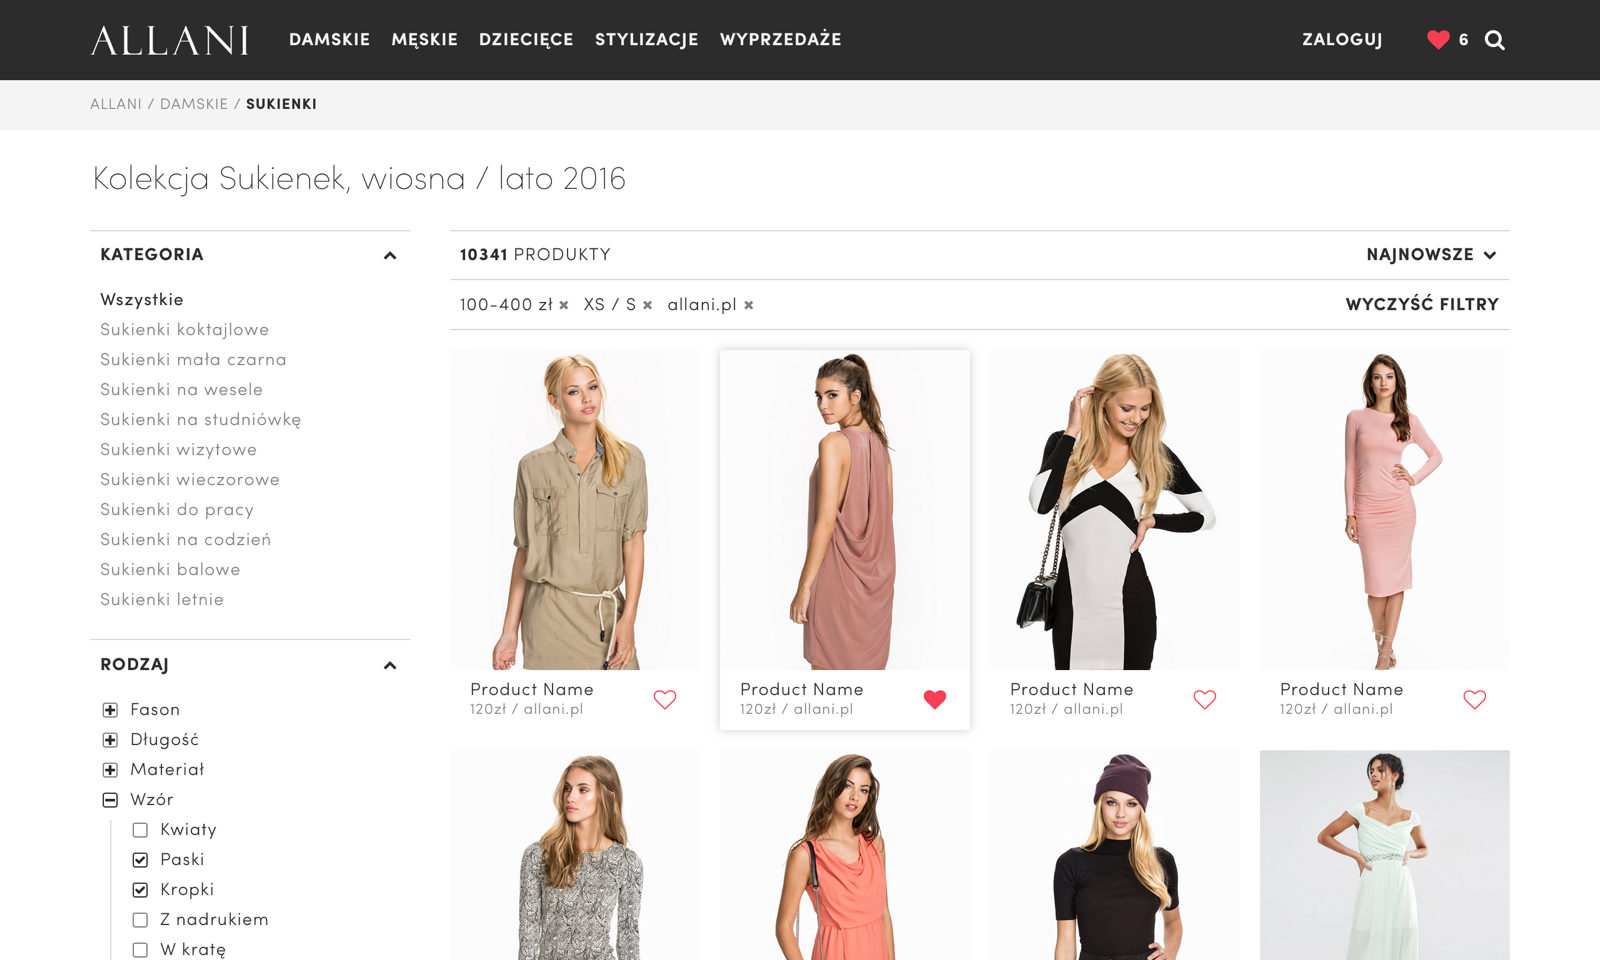 ALLANI DAMSKIE MĘSKIE DZIECIĘCE STYLIZACJE WYPRZEDAŻE ZALOGUJ 6
ALLANI / DAMSKIE / SUKIENKI
Kolekcja Sukienek, wiosna / lato 2016
KATEGORIA
Wszystkie
Sukienki koktajlowe
Sukienki mała czarna
Sukienki na wesele
Sukienki na studniówkę
Sukienki wizytowe
Sukienki wieczorowe
Sukienki do pracy
Sukienki na codzień
Sukienki balowe
Sukienki letnie
RODZAJ
Fason
Długość
Materiał
Wzór
Kwiaty
Paski
Kropki
Z nadrukiem
W kratę
10341 PRODUKTY NAJNOWSZE
100-400 zł XS / S allani.pl WYCZYŚĆ FILTRY
Product Name
120zł / allani.pl
Product Name
120zł / allani.pl
Product Name
120zł / allani.pl
Product Name
120zł / allani.pl